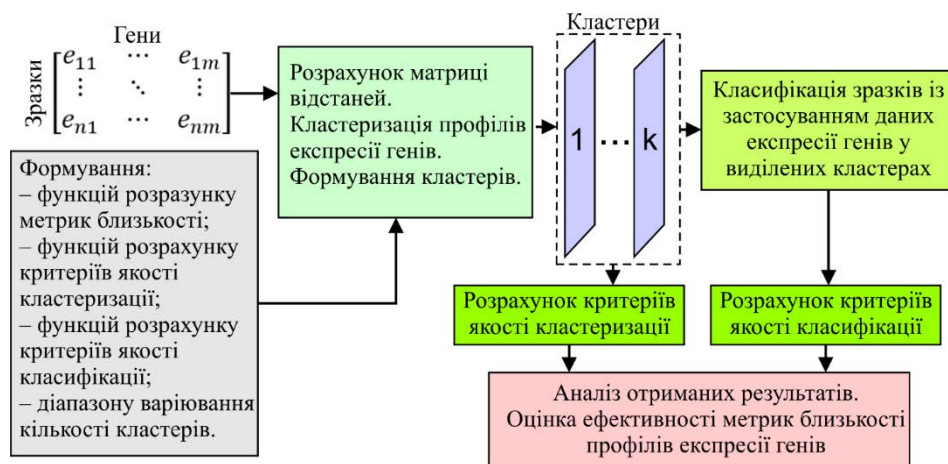 Гени
Зразки
e11 ⋯ e1m
⋮ ⋱ ⋮
en1 ⋯ enm
Формування:
– функцій розразунку
метрик близькості;
– функцій розрахунку
критеріїв якості
кластеризації;
– функцій розрахунку
критеріїв якості
класифікації;
– діапазону варіювання
кількості кластерів.
Розрахунок матриці
відстаней.
Кластеризація профілів
експресії генів.
Формування кластерів.
Кластери
1 ... k
Класифікація зразків із
застосуванням даних
експресії генів у
виділених кластерах
Розрахунок критеріїв
якості кластеризації
Розрахунок критеріїв
якості класифікації
Аналіз отриманих результатів.
Оцінка ефективності метрик близькості
профілів експресії генів